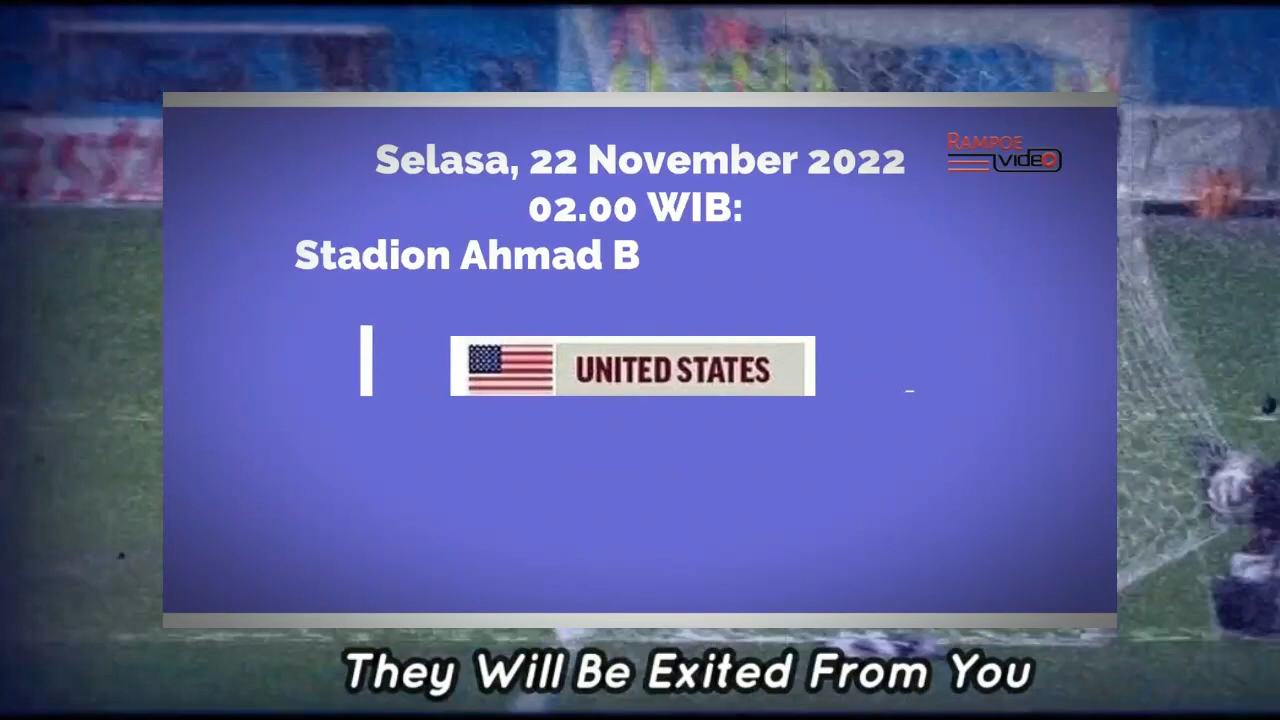 RAMPOE
VIDEO
Selasa, 22 November 2022
02.00 WIB:
Stadion Ahmad B
UNITED STATES
They Will Be Exited From You